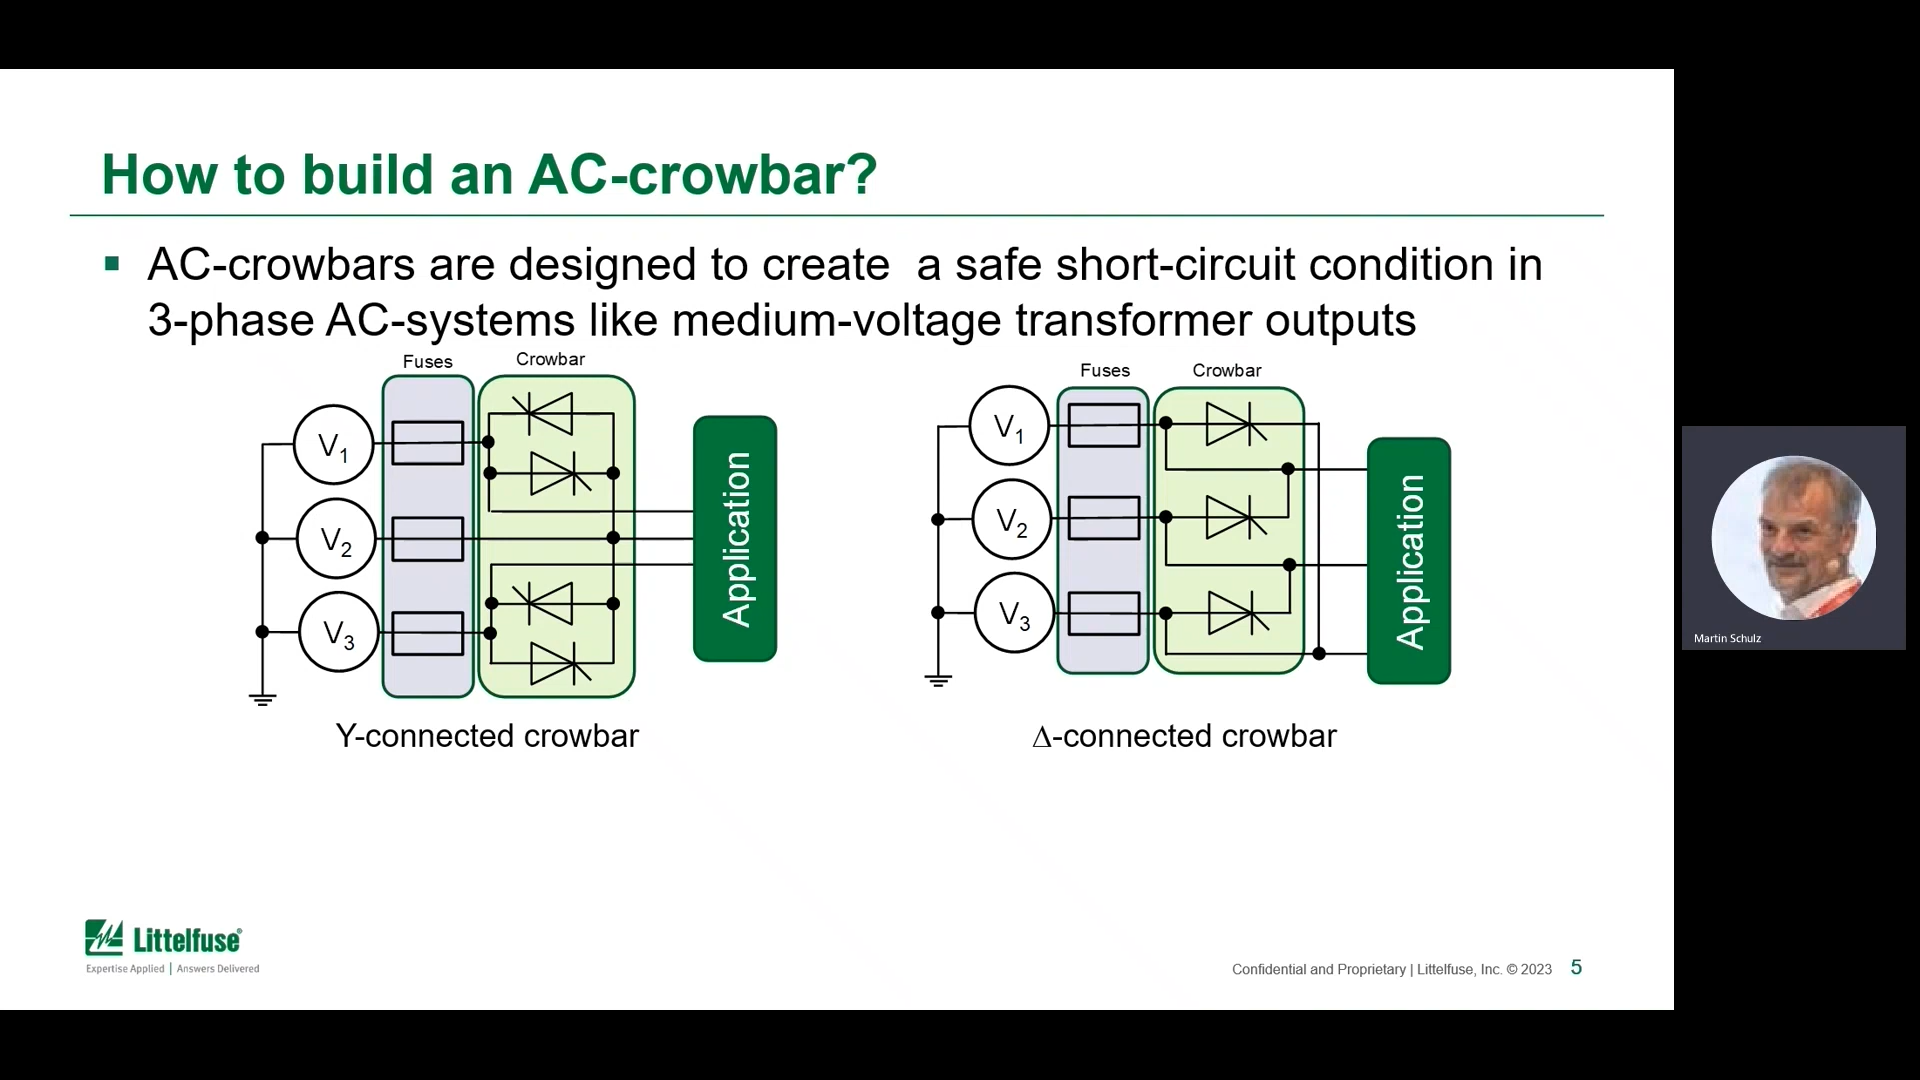 How to build an AC-crowbar?
▪ AC-crowbars are designed to create  a safe short-circuit condition in
3-phase AC-systems like medium-voltage transformer outputs
Fuses
Crowbar
V1
V2
V3
Application
Y-connected crowbar
Fuses
Crowbar
V1
V2
V3
Application
Δ-connected crowbar
Martin Schulz
Littelfuse®
Expertise Applied | Answers Delivered
Confidential and Proprietary | Littelfuse, Inc. © 2023 5